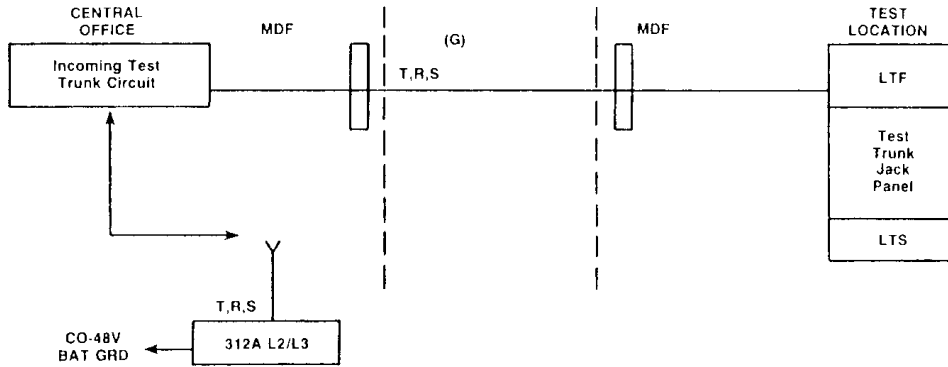 CENTRAL
OFFICE
MDF
(G)
MDF
TEST
LOCATION
Incoming Test
Trunk Circuit
T,R,S
LTF
Test
Trunk
Jack
Panel
LTS
T,R,S
CO-48V
BAT GRD
312A L2/L3